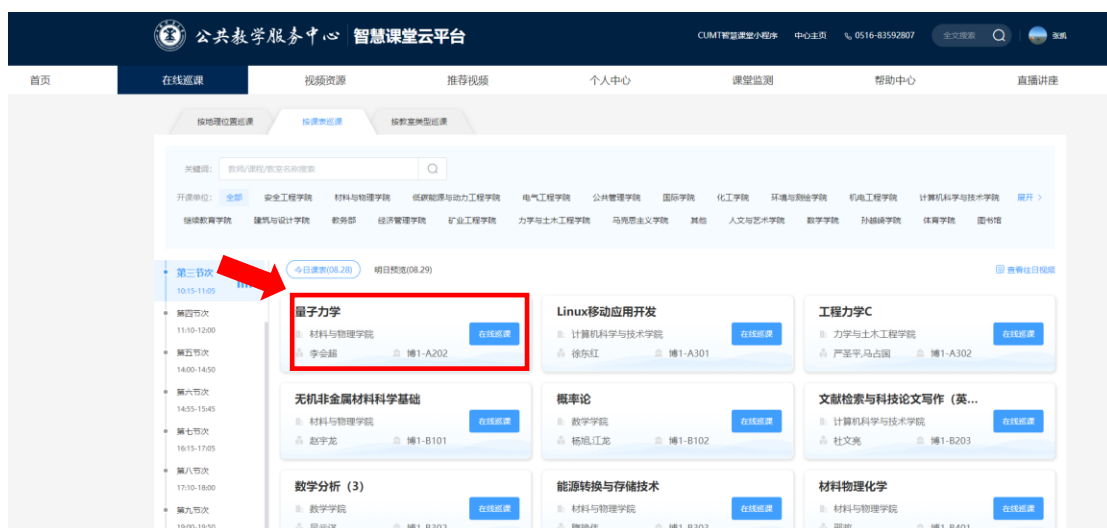 公共教学服务中心 智慧课堂云平台 CUMT智慧课堂小程序 中心主页 0516-83592807 全文搜索 张凯
首页 在线巡课 视频资源 推荐视频 个人中心 课堂监测 帮助中心 直播讲座
按地理位置巡课 按课表巡课 按教室类型巡课
关键词: 教师/课程/教室名称搜索
开课单位: 全部 安全工程学院 材料与物理学院 低碳能源与动力工程学院 电气工程学院 公共管理学院 国际学院 化工学院 环境与测绘学院 机电工程学院 计算机科学与技术学院 展开
继续教育学院 建筑与设计学院 教务部 经济管理学院 矿业工程学院 力学与土木工程学院 马克思主义学院 其他 人文与艺术学院 数学学院 孙越崎学院 体育学院 图书馆
第三节次
10:15-11:05
第四节次
11:10-12:00
第五节次
14:00-14:50
第六节次
14:55-15:45
第七节次
16:15-17:05
第八节次
17:10-18:00
第九节次
19:00-19:50
今日课表(08.28) 明日预览(08.29) 查看往日视频
量子力学
材料与物理学院 在线巡课
李会超 博1-A202
Linux移动应用开发
计算机科学与技术学院 在线巡课
徐东红 博1-A301
工程力学C
力学与土木工程学院 在线巡课
严圣平,马占国 博1-A302
无机非金属材料科学基础
材料与物理学院 在线巡课
赵宇龙 博1-B101
概率论
数学学院 在线巡课
杨旭,江龙 博1-B102
文献检索与科技论文写作（英...
计算机科学与技术学院 在线巡课
杜文亮 博1-B203
数学分析（3）
数学学院 在线巡课
博1-B302
能源转换与存储技术
材料与物理学院 在线巡课
博1-B303
材料物理化学
材料与物理学院 在线巡课
博1-B401